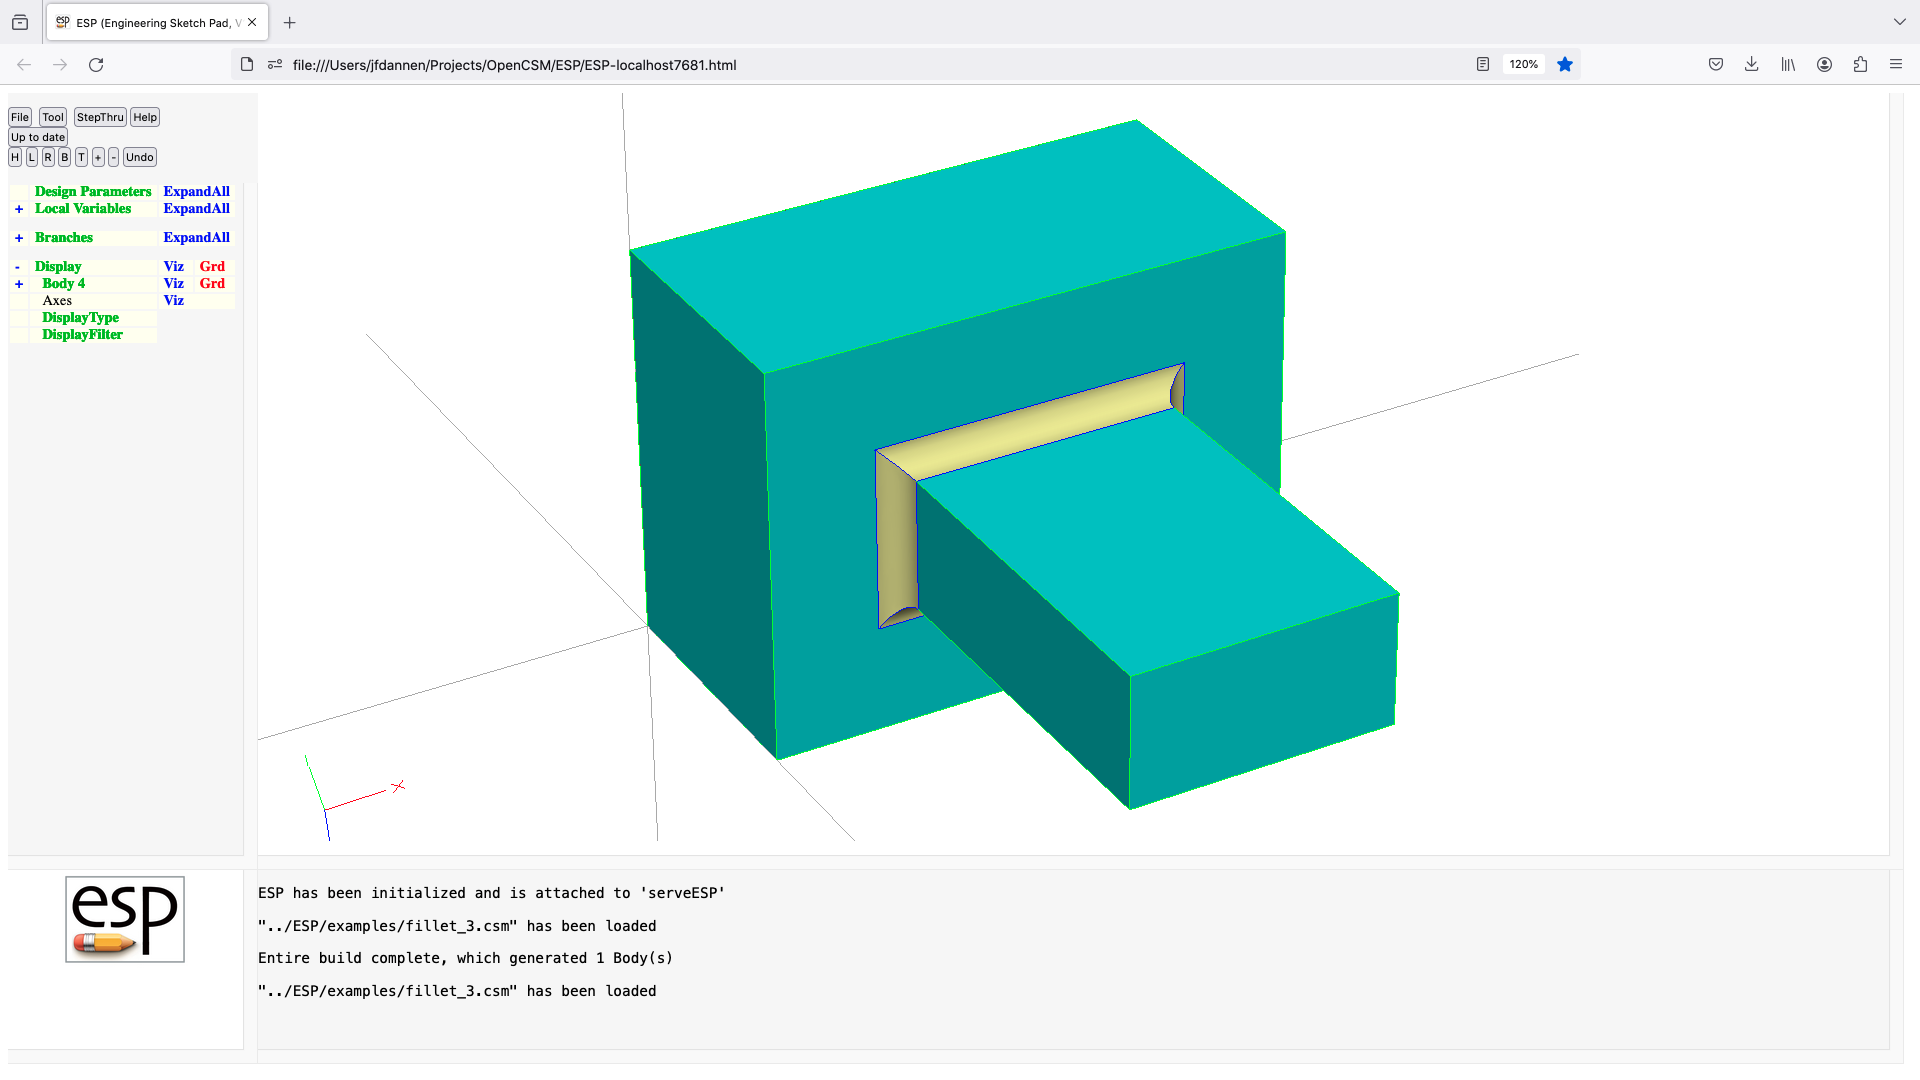 ESP (Engineering Sketch Pad, V
file:///Users/jfdannen/Projects/OpenCSM/ESP/ESP-localhost7681.html
120%
File Tool StepThru Help
Up to date
H L R B T + - Undo
Design Parameters ExpandAll
+ Local Variables ExpandAll
+ Branches ExpandAll
- Display Viz Grd
+ Body 4 Viz Grd
Axes Viz
DisplayType
DisplayFilter
X
esp
ESP has been initialized and is attached to 'serveESP'
"../ESP/examples/fillet_3.csm" has been loaded
Entire build complete, which generated 1 Body(s)
"../ESP/examples/fillet_3.csm" has been loaded